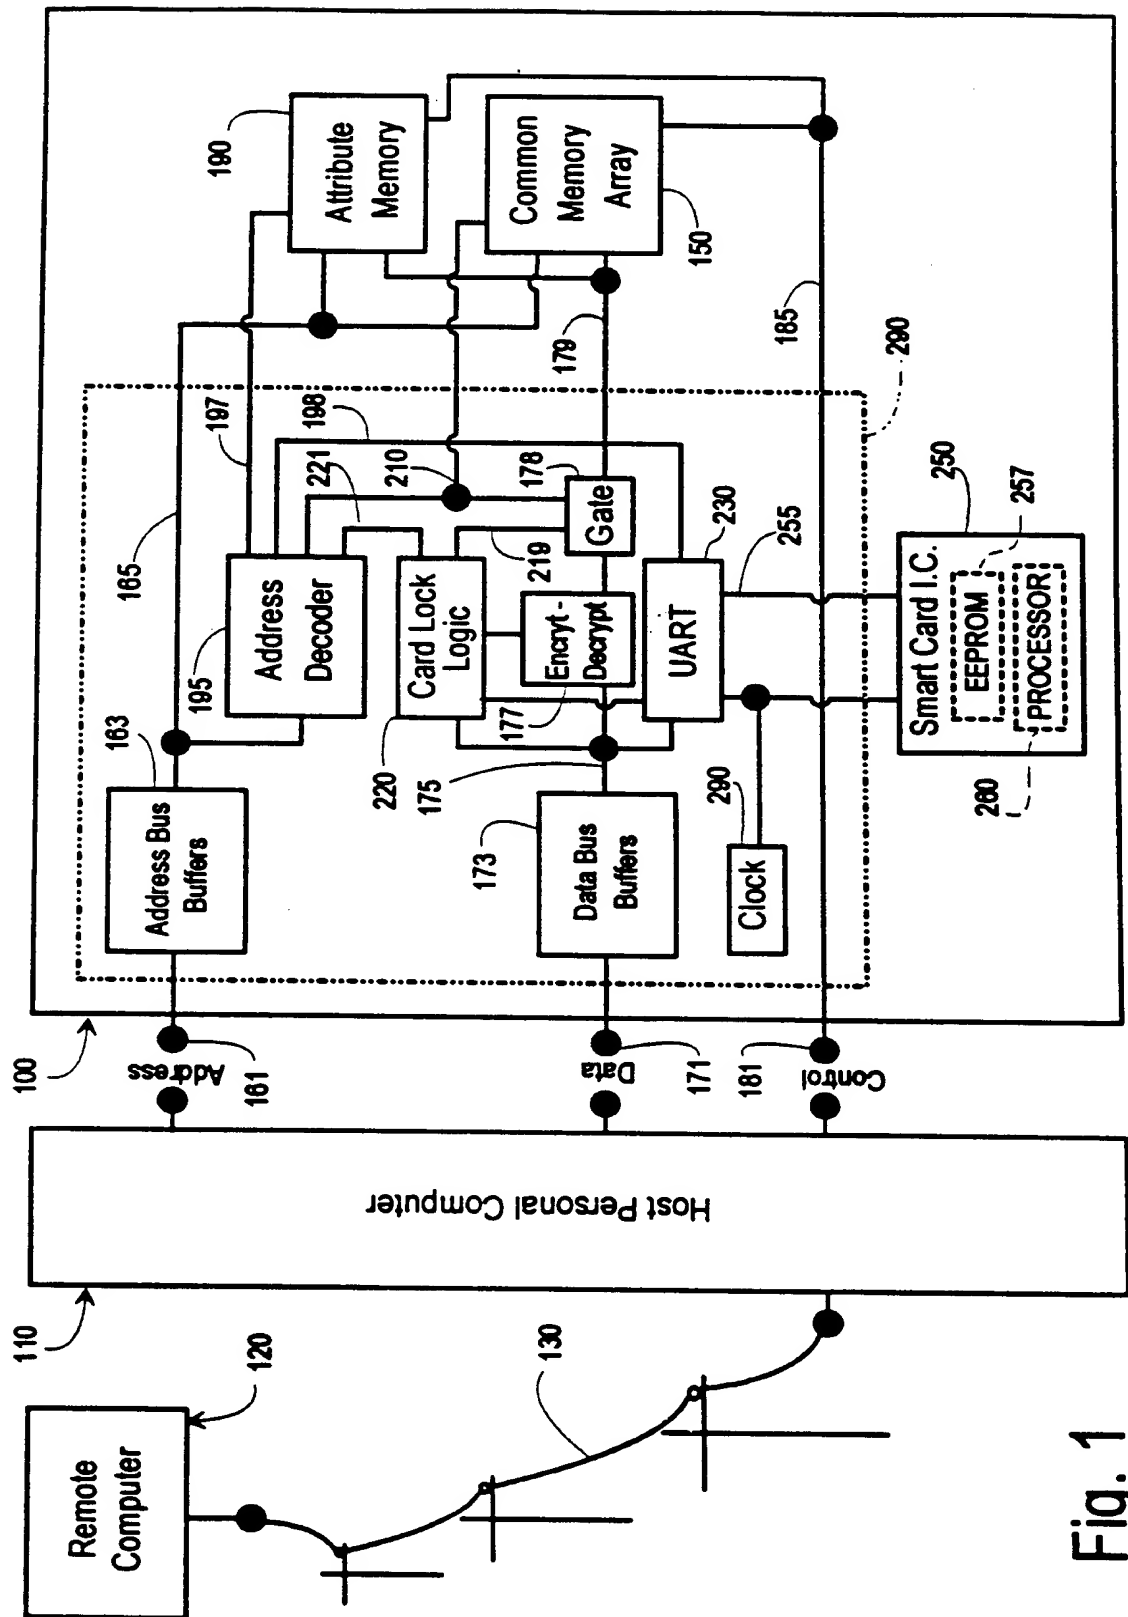 Remote
Computer
120
110
130
Host Personal Computer
100
Address
161
Data
171
181
Control
Address Bus
Buffers
163
165
195
Address
Decoder
197
198
221
210
190
Attribute
Memory
Common
Memory
Array
150
Card Lock
Logic
220
219
178
Gate
179
Encryt-
Decrypt
177
175
173
Data Bus
Buffers
UART
230
255
290
Clock
185
290
250
Smart Card I.C.
EEPROM
257
PROCESSOR
260
Fig. 1